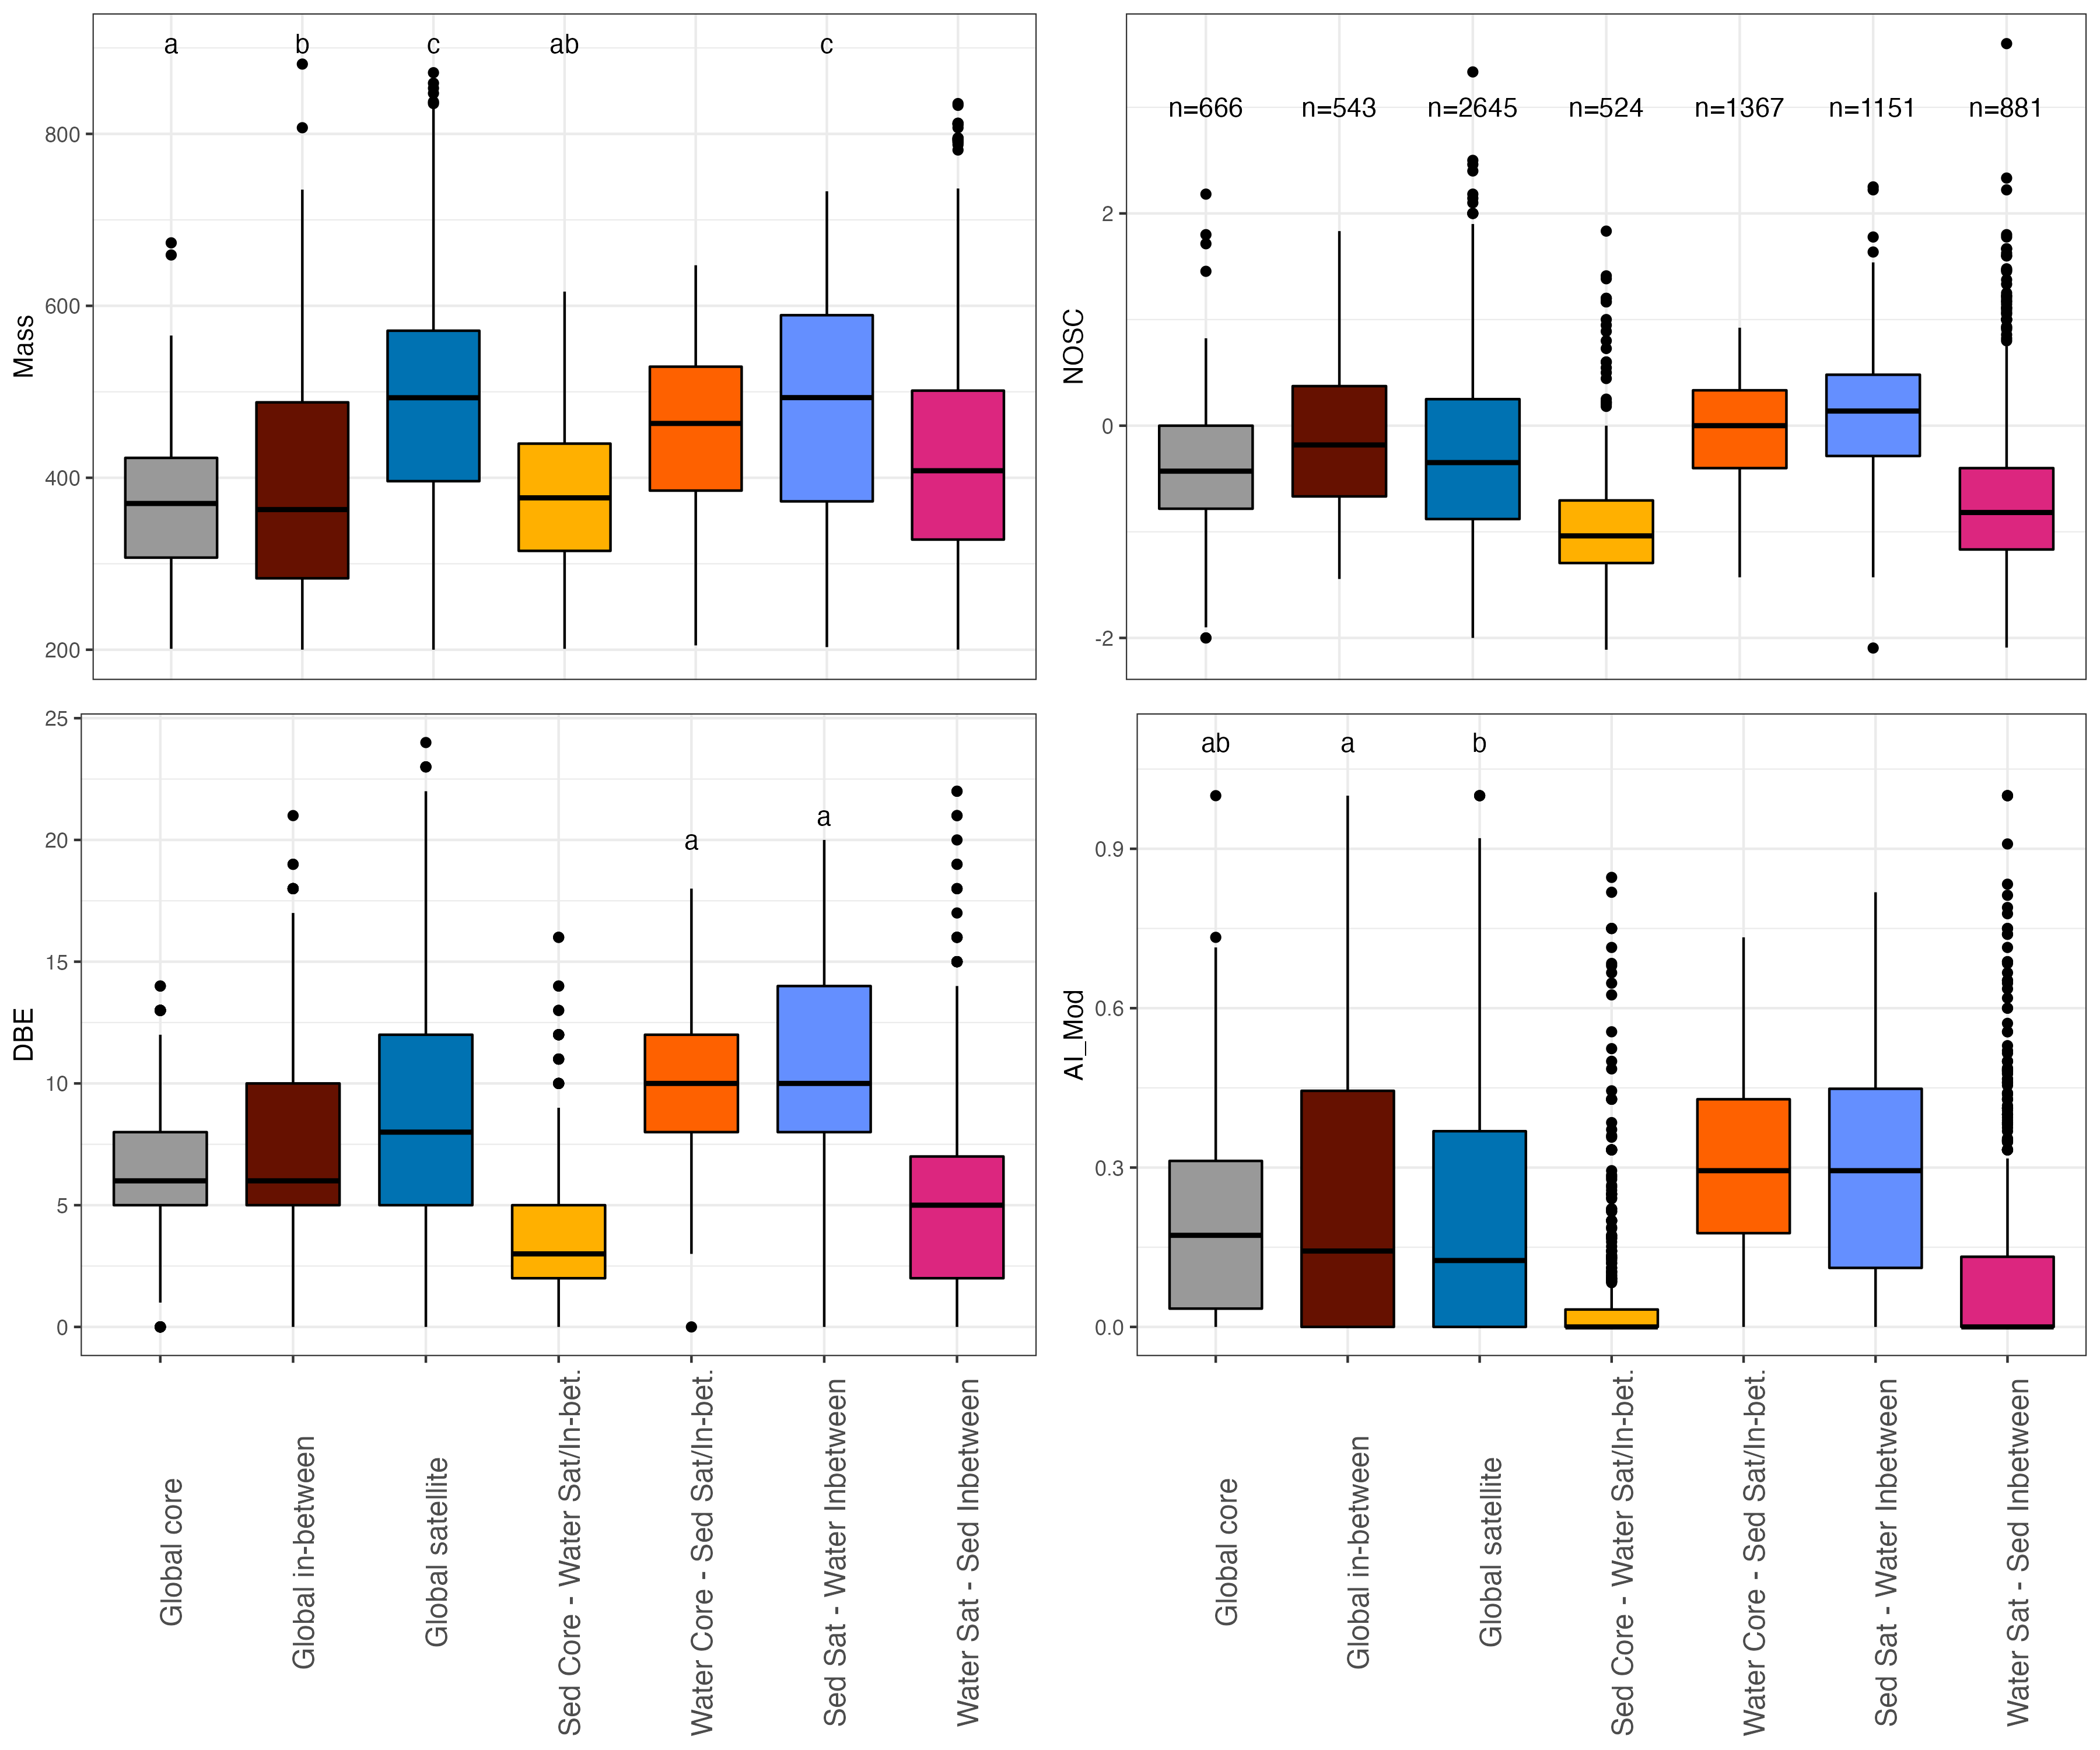 a b c ab c
Mass
800
600
400
200
n=666 n=543 n=2645 n=524 n=1367 n=1151 n=881
NOSC
2
0
-2
a a
DBE
25
20
15
10
5
0
Global core
Global in-between
Global satellite
Sed Core - Water Sat/In-bet.
Water Core - Sed Sat/In-bet.
Sed Sat - Water Inbetween
Water Sat - Sed Inbetween
ab a b
AI_Mod
0.9
0.6
0.3
0.0
Global core
Global in-between
Global satellite
Sed Core - Water Sat/In-bet.
Water Core - Sed Sat/In-bet.
Sed Sat - Water Inbetween
Water Sat - Sed Inbetween